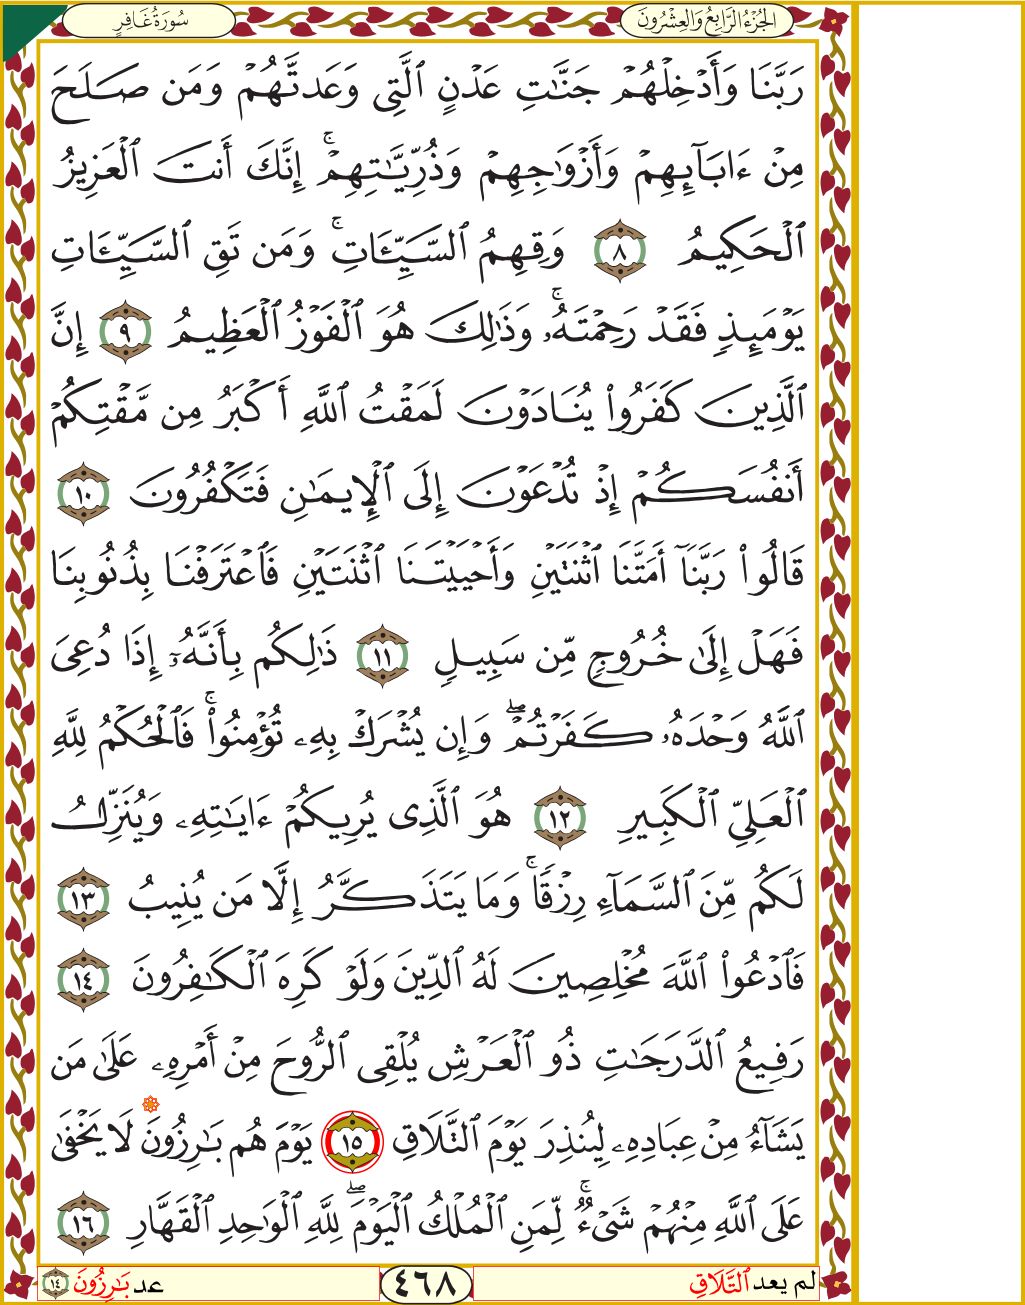 الجُزْءُ الرَّابِعُ وَالعِشْرُونَ
سُورَةُ غَافِرٍ
رَبَّنَا وَأَدۡخِلۡهُمۡ جَنَّٰتِ عَدۡنٍ ٱلَّتِي وَعَدتَّهُمۡ وَمَن صَلَحَ
مِنۡ ءَابَآئِهِمۡ وَأَزۡوَٰجِهِمۡ وَذُرِّيَّٰتِهِمۡۚ إِنَّكَ أَنتَ ٱلۡعَزِيزُ
ٱلۡحَكِيمُ ٨ وَقِهِمُ ٱلسَّيِّـَٔاتِۚ وَمَن تَقِ ٱلسَّيِّـَٔاتِ
يَوۡمَئِذٖ فَقَدۡ رَحِمۡتَهُۥۚ وَذَٰلِكَ هُوَ ٱلۡفَوۡزُ ٱلۡعَظِيمُ ٩ إِنَّ
ٱلَّذِينَ كَفَرُواْ يُنَادَوۡنَ لَمَقۡتُ ٱللَّهِ أَكۡبَرُ مِن مَّقۡتِكُمۡ
أَنفُسَكُمۡ إِذۡ تُدۡعَوۡنَ إِلَى ٱلۡإِيمَٰنِ فَتَكۡفُرُونَ ١٠
قَالُواْ رَبَّنَآ أَمَتَّنَا ٱثۡنَتَيۡنِ وَأَحۡيَيۡتَنَا ٱثۡنَتَيۡنِ فَٱعۡتَرَفۡنَا بِذُنُوبِنَا
فَهَلۡ إِلَىٰ خُرُوجٖ مِّن سَبِيلٖ ١١ ذَٰلِكُم بِأَنَّهُۥٓ إِذَا دُعِيَ
ٱللَّهُ وَحۡدَهُۥ كَفَرۡتُمۡۖ وَإِن يُشۡرَكۡ بِهِۦ تُؤۡمِنُواْۚ فَٱلۡحُكۡمُ لِلَّهِ
ٱلۡعَلِيِّ ٱلۡكَبِيرِ ١٢ هُوَ ٱلَّذِي يُرِيكُمۡ ءَايَٰتِهِۦ وَيُنَزِّلُ
لَكُم مِّنَ ٱلسَّمَآءِ رِزۡقٗاۚ وَمَا يَتَذَكَّرُ إِلَّا مَن يُنِيبُ ١٣
فَٱدۡعُواْ ٱللَّهَ مُخۡلِصِينَ لَهُ ٱلدِّينَ وَلَوۡ كَرِهَ ٱلۡكَٰفِرُونَ ١٤
رَفِيعُ ٱلدَّرَجَٰتِ ذُو ٱلۡعَرۡشِ يُلۡقِي ٱلرُّوحَ مِنۡ أَمۡرِهِۦ عَلَىٰ مَن
يَشَآءُ مِنۡ عِبَادِهِۦ لِيُنذِرَ يَوۡمَ ٱلتَّلَاقِ ١٥ يَوۡمَ هُم بَٰرِزُونَۖ لَا يَخۡفَىٰ
عَلَى ٱللَّهِ مِنۡهُمۡ شَيۡءٞۚ لِّمَنِ ٱلۡمُلۡكُ ٱلۡيَوۡمَۖ لِلَّهِ ٱلۡوَٰحِدِ ٱلۡقَهَّارِ ١٦
لم يعد ٱلتَّلَاقِ
٤٦٨
عد بَٰرِزُونَ ١٤